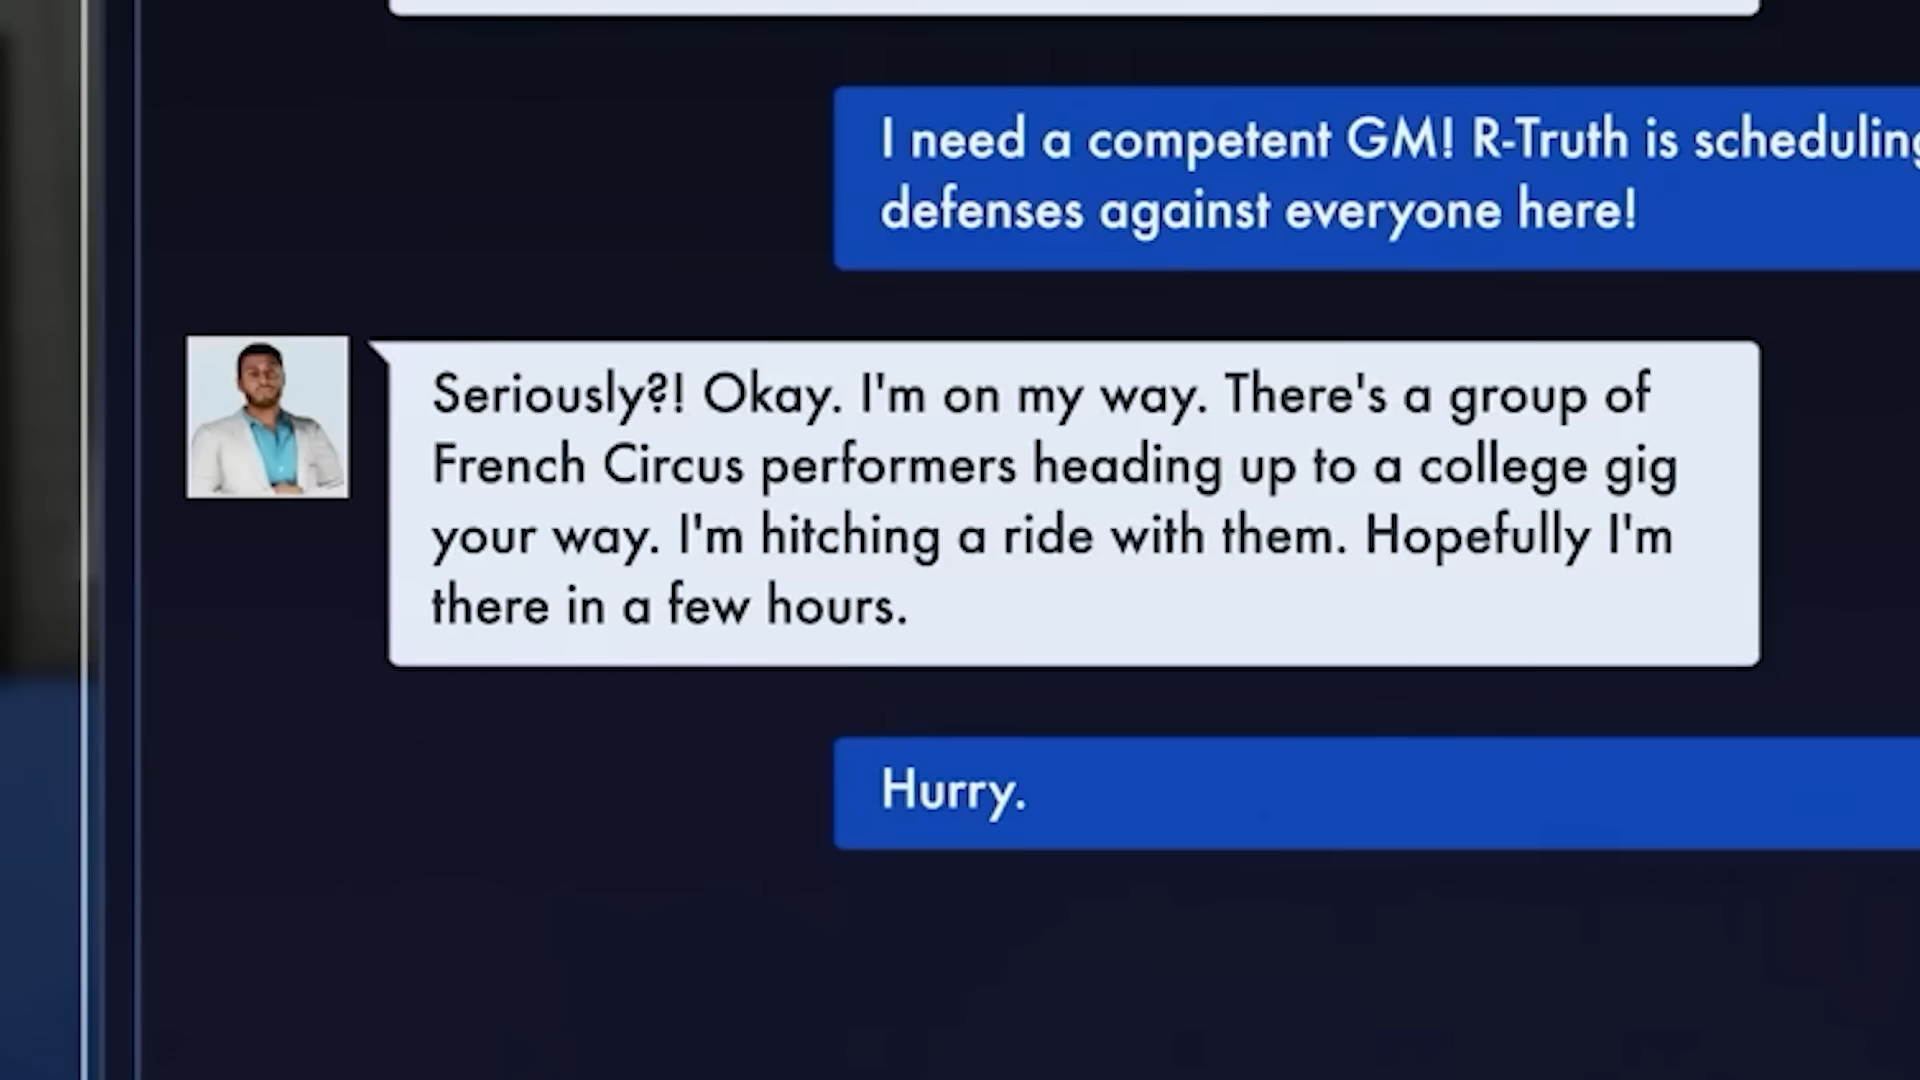 I need a competent GM! R-Truth is scheduling
defenses against everyone here!
Seriously?! Okay. I'm on my way. There's a group of
French Circus performers heading up to a college gig
your way. I'm hitching a ride with them. Hopefully I'm
there in a few hours.
Hurry.